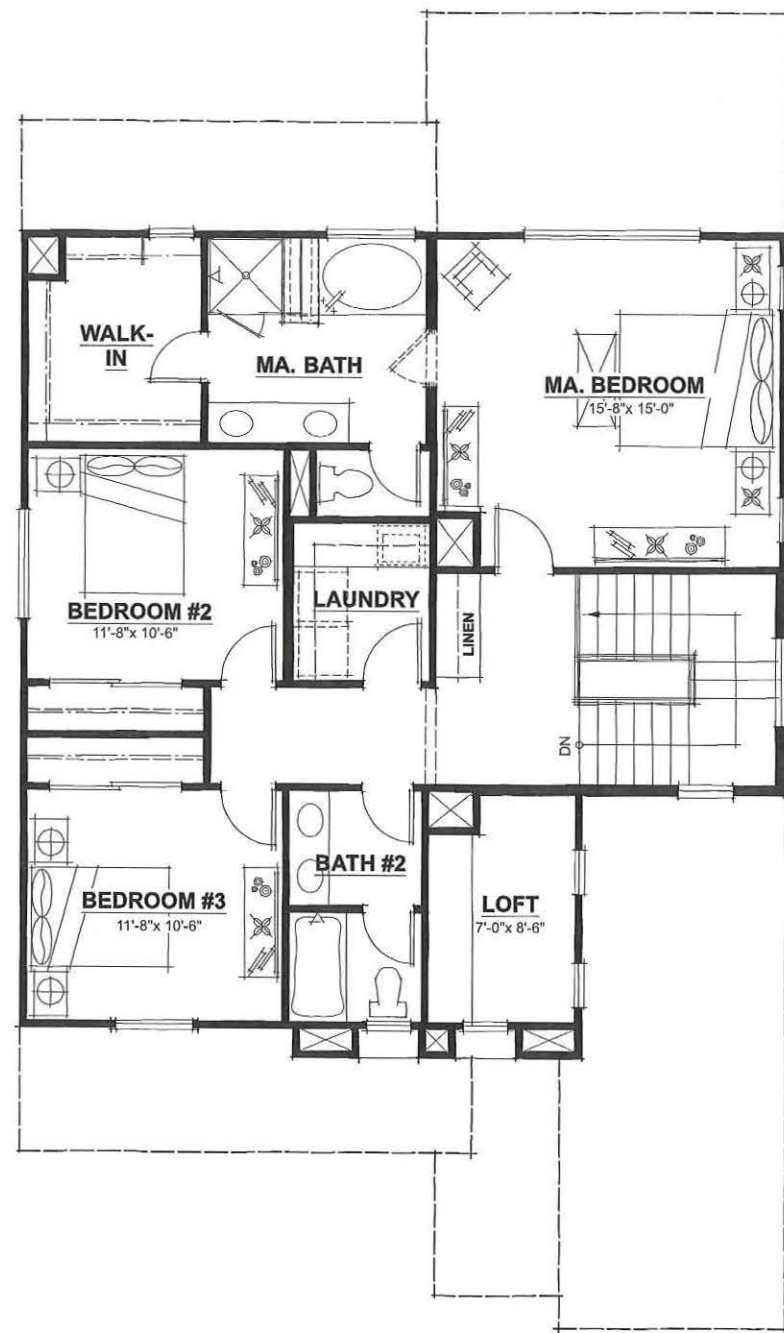 WALK-
IN
MA. BATH
MA. BEDROOM
15'-8"x 15'-0"
BEDROOM #2
11'-8"x 10'-6"
LAUNDRY
LINEN
DN
BATH #2
BEDROOM #3
11'-8"x 10'-6"
LOFT
7'-0"x 8'-6"